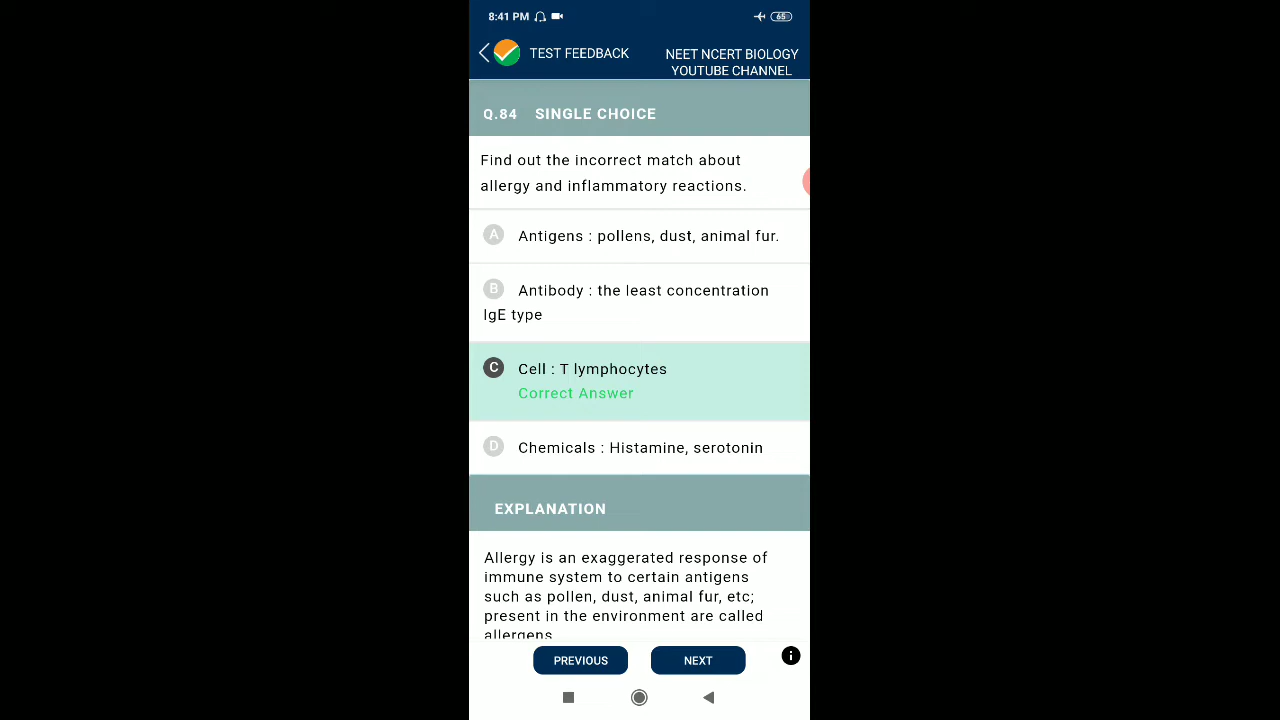 8:41 PM
65
TEST FEEDBACK
NEET NCERT BIOLOGY
YOUTUBE CHANNEL
Q.84 SINGLE CHOICE
Find out the incorrect match about
allergy and inflammatory reactions.
A Antigens : pollens, dust, animal fur.
B Antibody : the least concentration
IgE type
C Cell : T lymphocytes
Correct Answer
D Chemicals : Histamine, serotonin
EXPLANATION
Allergy is an exaggerated response of
immune system to certain antigens
such as pollen, dust, animal fur, etc;
present in the environment are called
allergens
PREVIOUS
NEXT